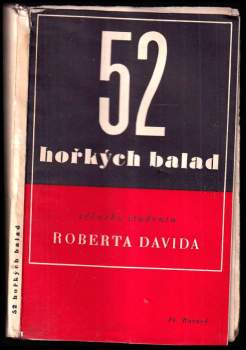 52
hořkých balad
věčného studenta
ROBERTA DAVIDA
Fr. Borový
52 hořkých balad